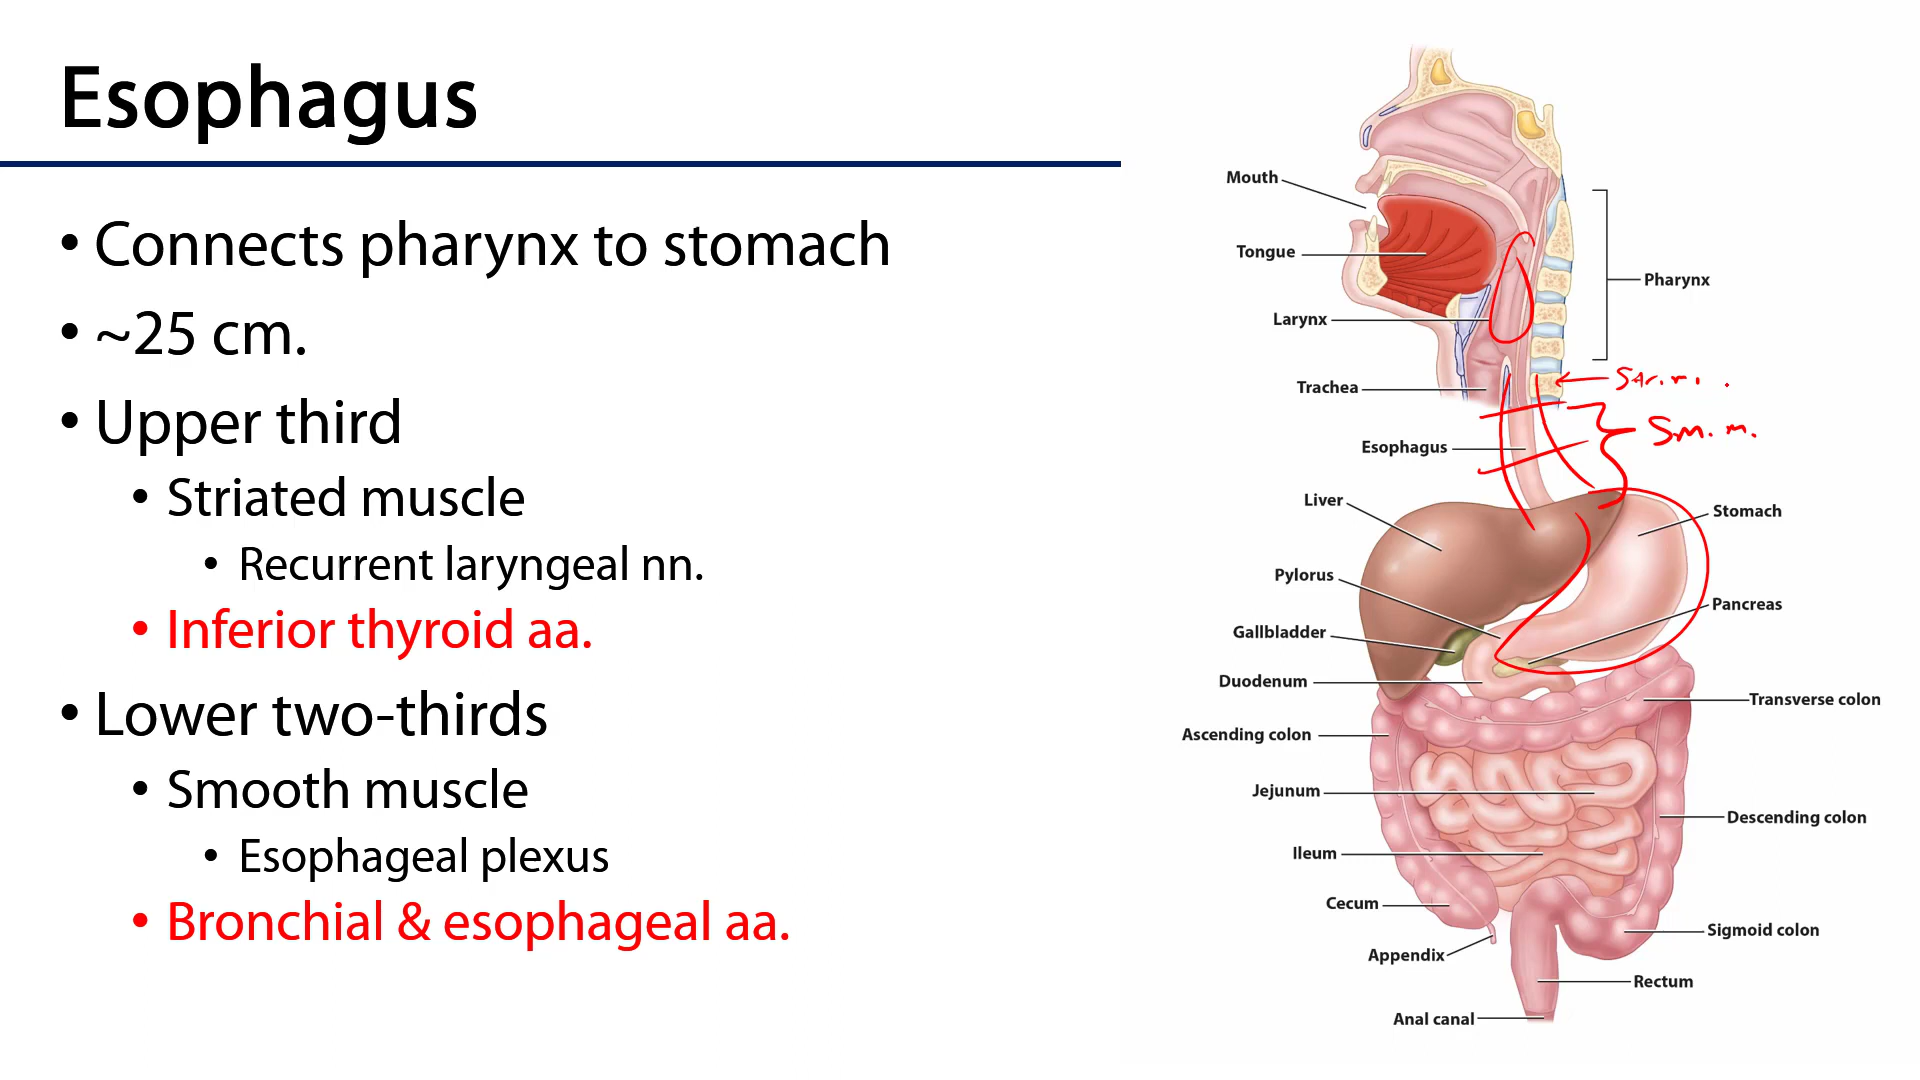 Esophagus
• Connects pharynx to stomach
• ~25 cm.
• Upper third
• Striated muscle
• Recurrent laryngeal nn.
• Inferior thyroid aa.
• Lower two-thirds
• Smooth muscle
• Esophageal plexus
• Bronchial & esophageal aa.
Mouth
Tongue
Pharynx
Larynx
Trachea
Sm. m.
Esophagus
Liver
Stomach
Pylorus
Pancreas
Gallbladder
Duodenum
Transverse colon
Ascending colon
Jejunum
Descending colon
Ileum
Cecum
Sigmoid colon
Appendix
Rectum
Anal canal